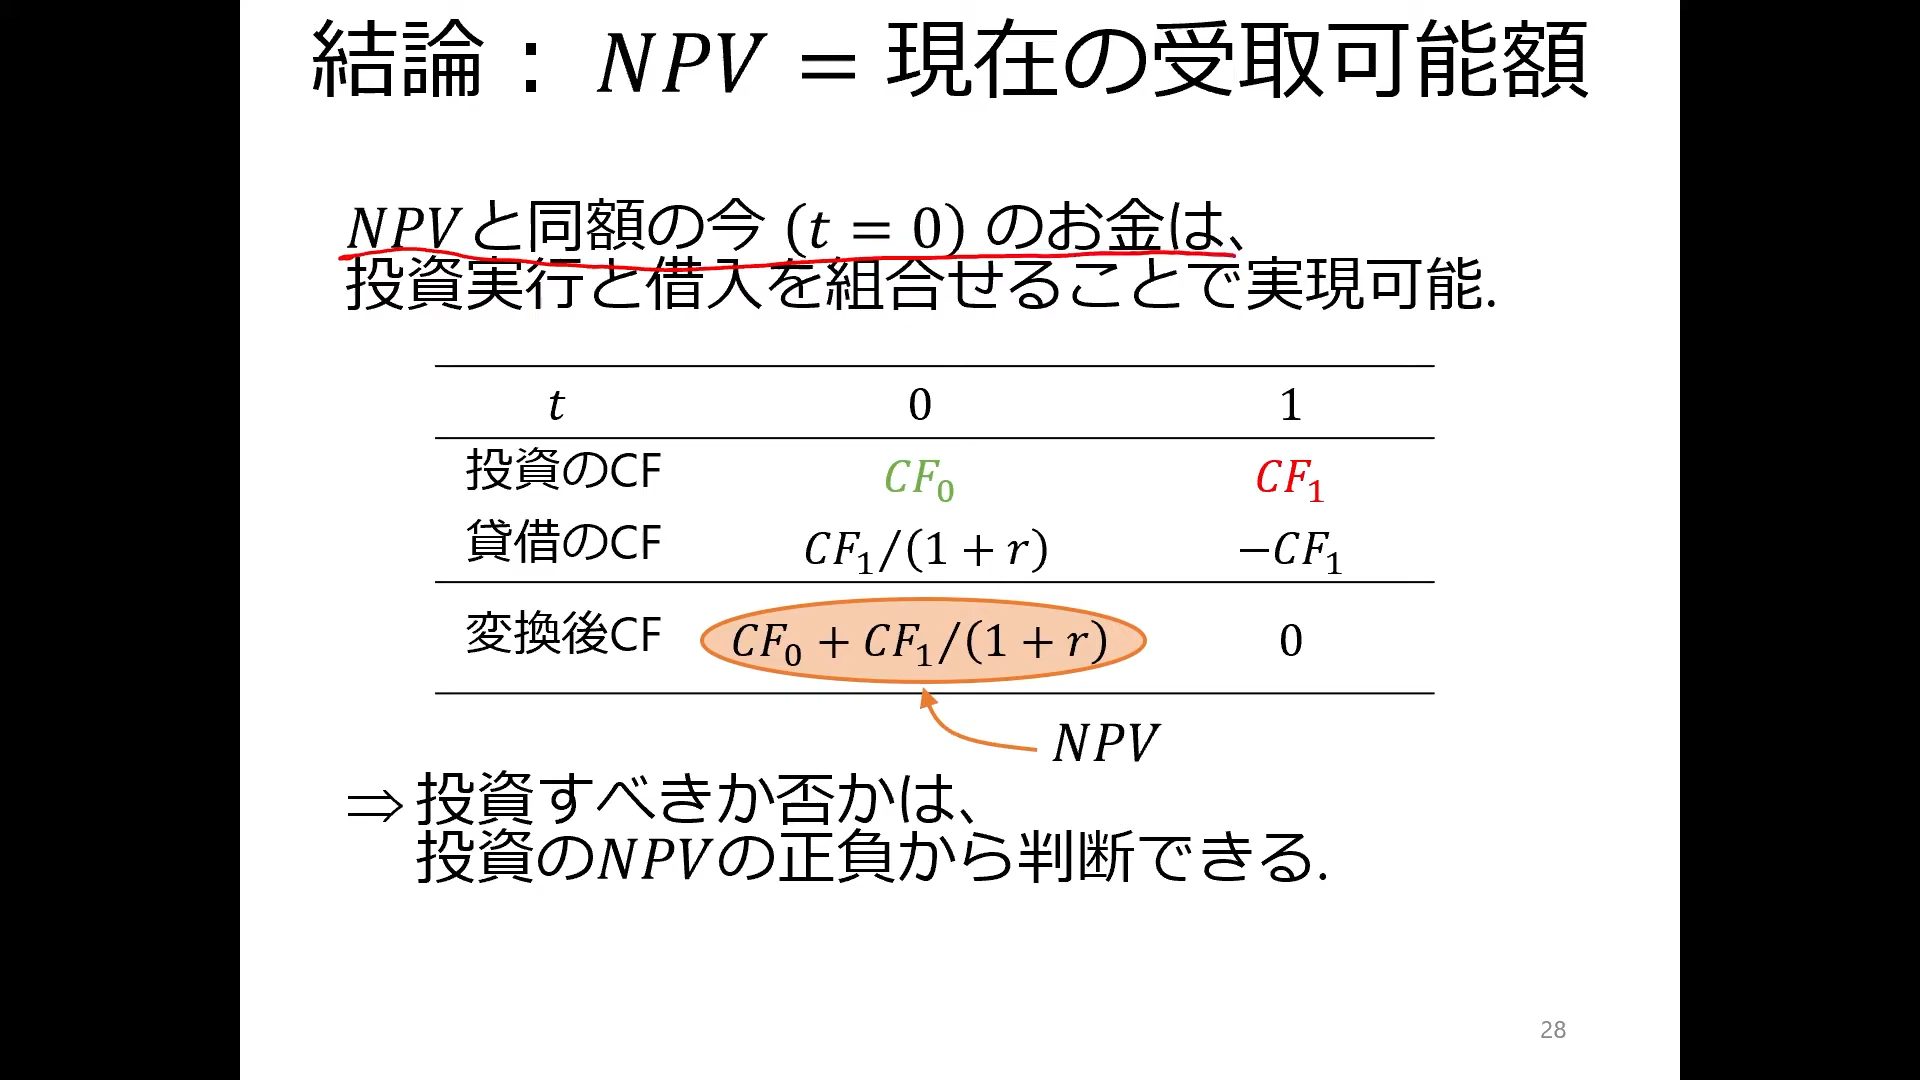 結論： NPV = 現在の受取可能額
NPVと同額の今 (t = 0) のお金は、
投資実行と借入を組合せることで実現可能.
t 0 1
投資のCF CF₀ CF₁
貸借のCF CF₁/(1 + r) −CF₁
変換後CF CF₀ + CF₁/(1 + r) 0
NPV
⇒ 投資すべきか否かは、
投資のNPVの正負から判断できる.
28